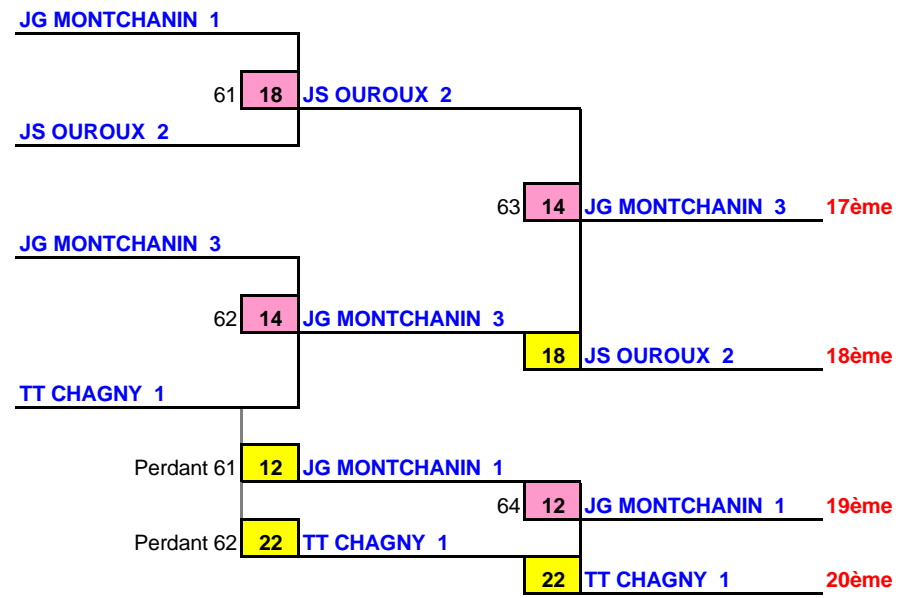 JG MONTCHANIN 1
61 18 JS OUROUX 2
JS OUROUX 2
63 14 JG MONTCHANIN 3 17ème
JG MONTCHANIN 3
62 14 JG MONTCHANIN 3
18 JS OUROUX 2 18ème
TT CHAGNY 1
Perdant 61 12 JG MONTCHANIN 1
64 12 JG MONTCHANIN 1 19ème
Perdant 62 22 TT CHAGNY 1
22 TT CHAGNY 1 20ème